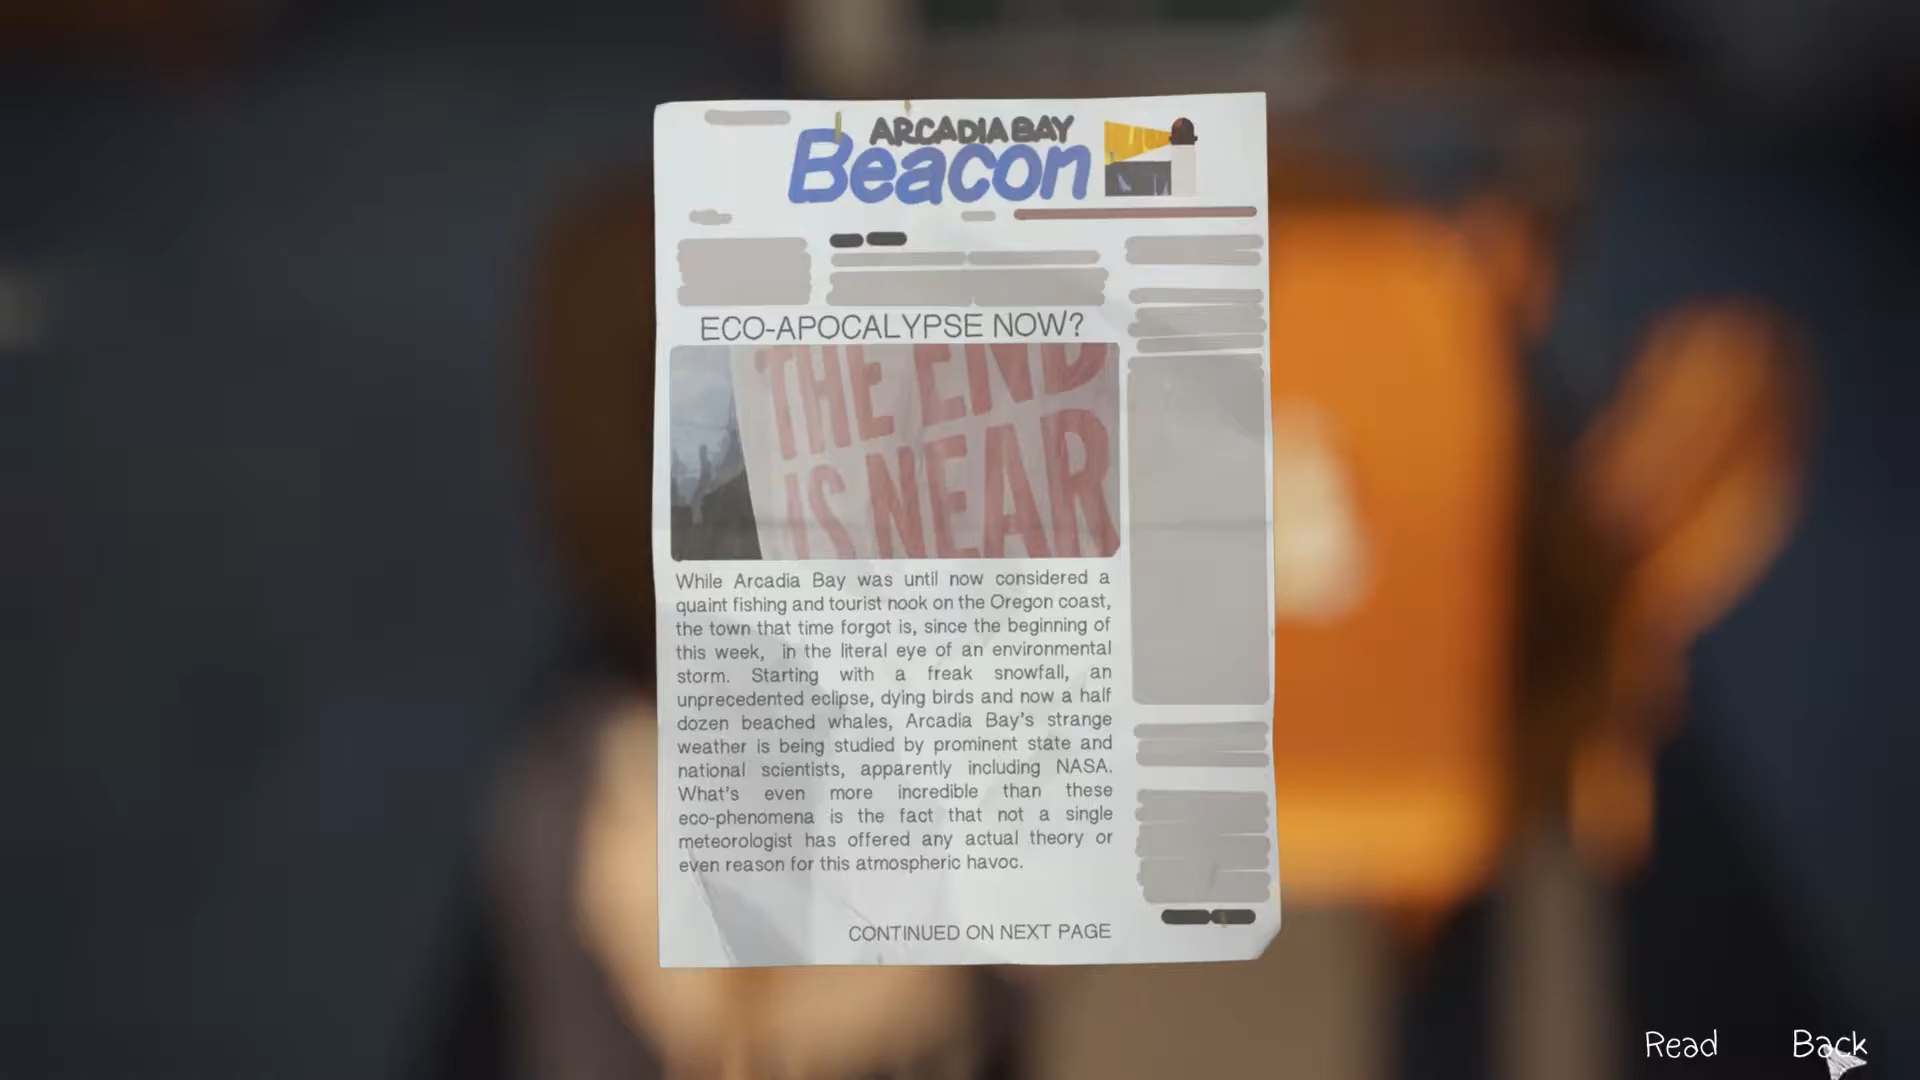 ARCADIA BAY
Beacon
ECO-APOCALYPSE NOW?
THE END
IS NEAR
While Arcadia Bay was until now considered a
quaint fishing and tourist nook on the Oregon coast,
the town that time forgot is, since the beginning of
this week, in the literal eye of an environmental
storm. Starting with a freak snowfall, an
unprecedented eclipse, dying birds and now a half
dozen beached whales, Arcadia Bay's strange
weather is being studied by prominent state and
national scientists, apparently including NASA.
What's even more incredible than these
eco-phenomena is the fact that not a single
meteorologist has offered any actual theory or
even reason for this atmospheric havoc.
CONTINUED ON NEXT PAGE
Read
Back